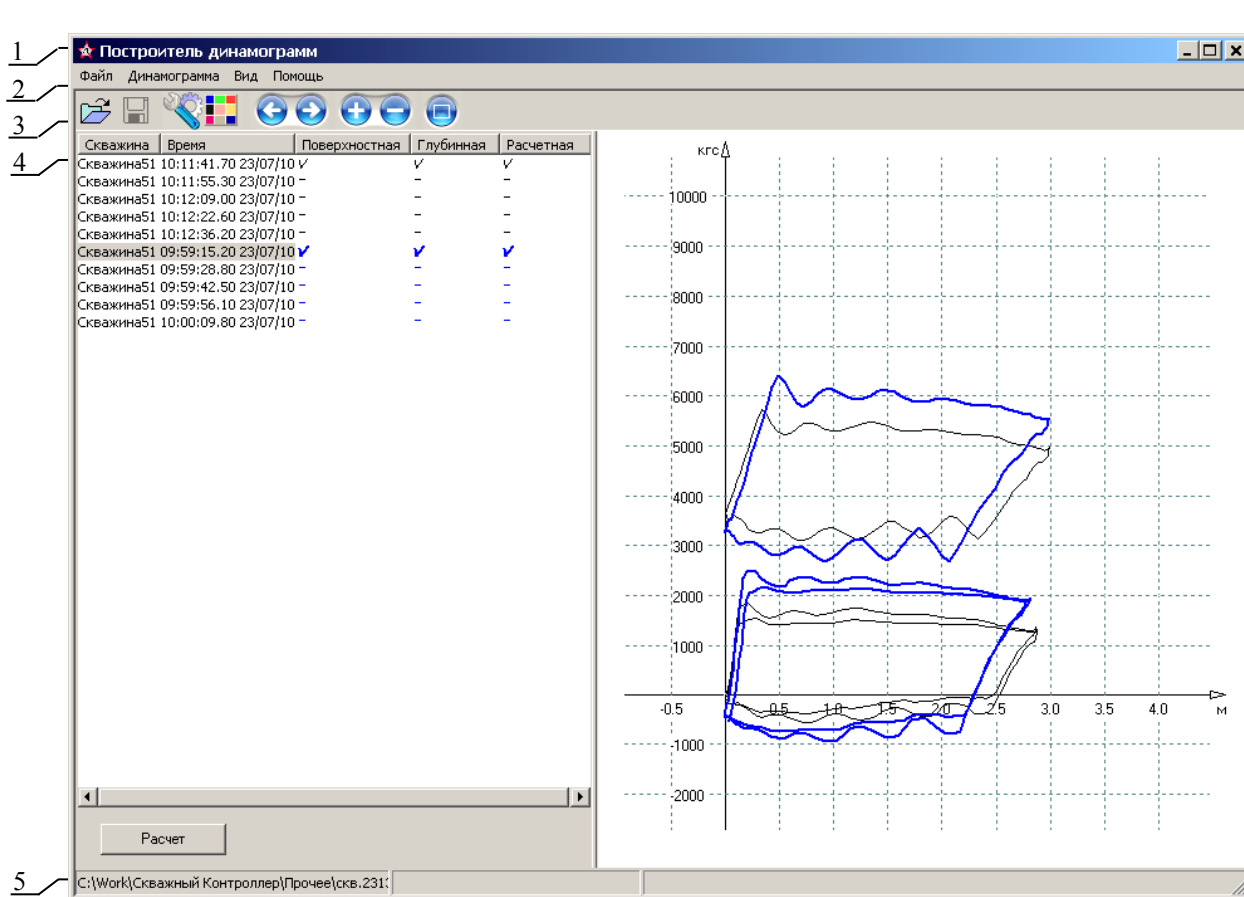 1
Построитель динамограмм
Файл Динамограмма Вид Помощь
2
3
4
Скважина Время Поверхностная Глубинная Расчетная
Скважина51 10:11:41.70 23/07/10 v v v
Скважина51 10:11:55.30 23/07/10 - - -
Скважина51 10:12:09.00 23/07/10 - - -
Скважина51 10:12:22.60 23/07/10 - - -
Скважина51 10:12:36.20 23/07/10 - - -
Скважина51 09:59:15.20 23/07/10 v v v
Скважина51 09:59:28.80 23/07/10 - - -
Скважина51 09:59:42.50 23/07/10 - - -
Скважина51 09:59:56.10 23/07/10 - - -
Скважина51 10:00:09.80 23/07/10 - - -
кгс
10000
9000
8000
7000
6000
5000
4000
3000
2000
1000
-0.5 0.5 1.0 1.5 2.0 2.5 3.0 3.5 4.0 м
-1000
-2000
Расчет
5
C:\Work\Скважный Контроллер\Прочее\скв.231